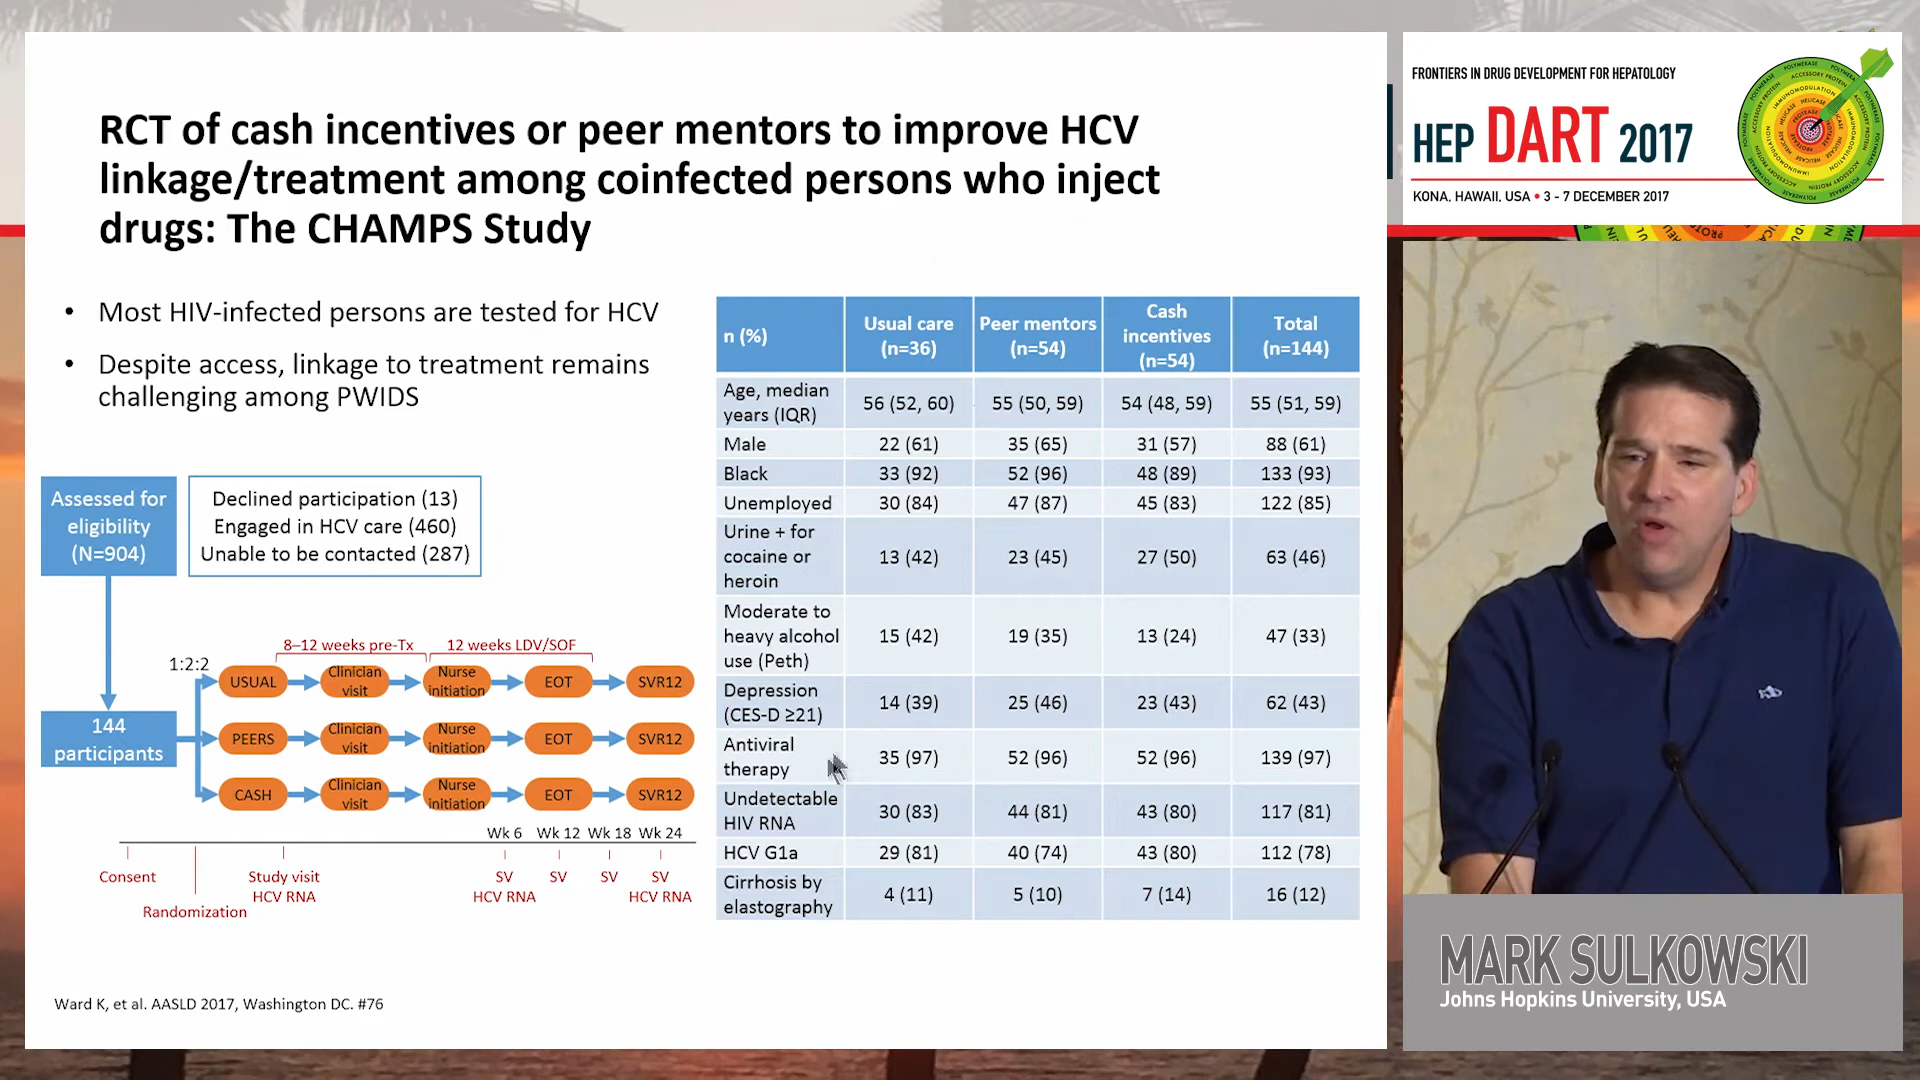 RCT of cash incentives or peer mentors to improve HCV
linkage/treatment among coinfected persons who inject
drugs: The CHAMPS Study
• Most HIV-infected persons are tested for HCV
• Despite access, linkage to treatment remains
challenging among PWIDS
Assessed for
eligibility
(N=904)
Declined participation (13)
Engaged in HCV care (460)
Unable to be contacted (287)
144
participants
1:2:2
8–12 weeks pre-Tx
12 weeks LDV/SOF
USUAL
Clinician
visit
Nurse
initiation
EOT
SVR12
PEERS
Clinician
visit
Nurse
initiation
EOT
SVR12
CASH
Clinician
visit
Nurse
initiation
EOT
SVR12
Wk 6 Wk 12 Wk 18 Wk 24
Consent
Randomization
Study visit
HCV RNA
SV
HCV RNA
SV
SV
SV
HCV RNA
n (%)
Usual care
(n=36)
Peer mentors
(n=54)
Cash
incentives
(n=54)
Total
(n=144)
Age, median
years (IQR)
56 (52, 60) 55 (50, 59) 54 (48, 59) 55 (51, 59)
Male 22 (61) 35 (65) 31 (57) 88 (61)
Black 33 (92) 52 (96) 48 (89) 133 (93)
Unemployed 30 (84) 47 (87) 45 (83) 122 (85)
Urine + for
cocaine or
heroin
13 (42) 23 (45) 27 (50) 63 (46)
Moderate to
heavy alcohol
use (Peth)
15 (42) 19 (35) 13 (24) 47 (33)
Depression
(CES-D ≥21)
14 (39) 25 (46) 23 (43) 62 (43)
Antiviral
therapy
35 (97) 52 (96) 52 (96) 139 (97)
Undetectable
HIV RNA
30 (83) 44 (81) 43 (80) 117 (81)
HCV G1a 29 (81) 40 (74) 43 (80) 112 (78)
Cirrhosis by
elastography
4 (11) 5 (10) 7 (14) 16 (12)
Ward K, et al. AASLD 2017, Washington DC. #76
FRONTIERS IN DRUG DEVELOPMENT FOR HEPATOLOGY
HEP DART 2017
KONA, HAWAII, USA • 3 - 7 DECEMBER 2017
POLYMERASE
ACCESSORY PROTEIN
IMMUNOMODULATION
HELICASE
PROTEASE
MARK SULKOWSKI
Johns Hopkins University, USA